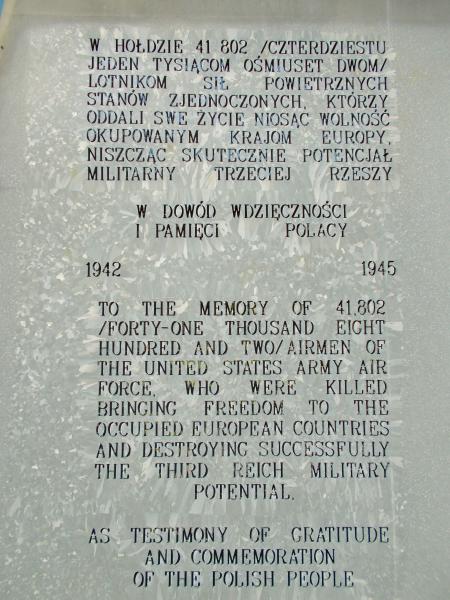 W HOŁDZIE 41 802 /CZTERDZIESTU
JEDEN TYSIĄCOM OŚMIUSET DWOM/
LOTNIKOM SIŁ POWIETRZNYCH
STANÓW ZJEDNOCZONYCH, KTÓRZY
ODDALI SWE ŻYCIE NIOSĄC WOLNOŚĆ
OKUPOWANYM KRAJOM EUROPY,
NISZCZĄC SKUTECZNIE POTENCJAŁ
MILITARNY TRZECIEJ RZESZY
W DOWÓD WDZIĘCZNOŚCI
I PAMIĘCI POLACY
1942 1945
TO THE MEMORY OF 41.802
/FORTY-ONE THOUSAND EIGHT
HUNDRED AND TWO/AIRMEN OF
THE UNITED STATES ARMY AIR
FORCE, WHO WERE KILLED
BRINGING FREEDOM TO THE
OCCUPIED EUROPEAN COUNTRIES
AND DESTROYING SUCCESSFULLY
THE THIRD REICH MILITARY
POTENTIAL.
AS TESTIMONY OF GRATITUDE
AND COMMEMORATION
OF THE POLISH PEOPLE